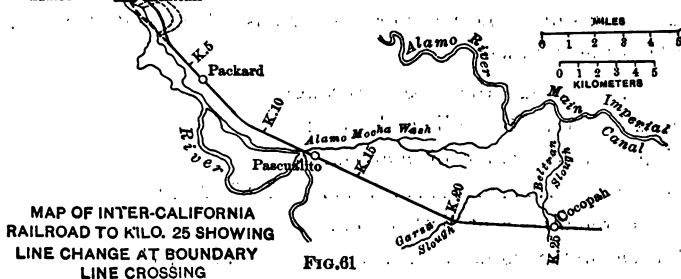 MILES
0 1 2 3 4 5
0 1 2 3 4 5
KILOMETERS
K.5
Packard
Alamo River
K.10
Main Imperial Canal
River
Alamo Mocha Wash
Pascualito
K.15
Beltran Slough
K.20
Cocopah
Garza Slough
K.25
MAP OF INTER-CALIFORNIA
RAILROAD TO KILO. 25 SHOWING
LINE CHANGE AT BOUNDARY
LINE CROSSING
FIG.61